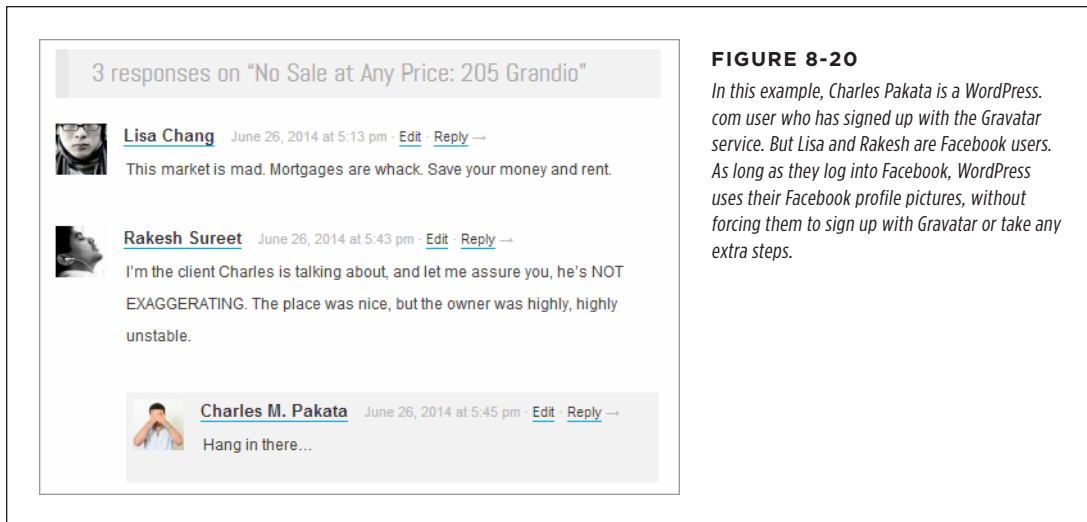 3 responses on “No Sale at Any Price: 205 Grandio”
Lisa Chang June 26, 2014 at 5:13 pm · Edit · Reply →
This market is mad. Mortgages are whack. Save your money and rent.
Rakesh Sureet June 26, 2014 at 5:43 pm · Edit · Reply →
I’m the client Charles is talking about, and let me assure you, he’s NOT
EXAGGERATING. The place was nice, but the owner was highly, highly
unstable.
Charles M. Pakata June 26, 2014 at 5:45 pm · Edit · Reply →
Hang in there…
FIGURE 8-20
In this example, Charles Pakata is a WordPress.
com user who has signed up with the Gravatar
service. But Lisa and Rakesh are Facebook users.
As long as they log into Facebook, WordPress
uses their Facebook profile pictures, without
forcing them to sign up with Gravatar or take any
extra steps.